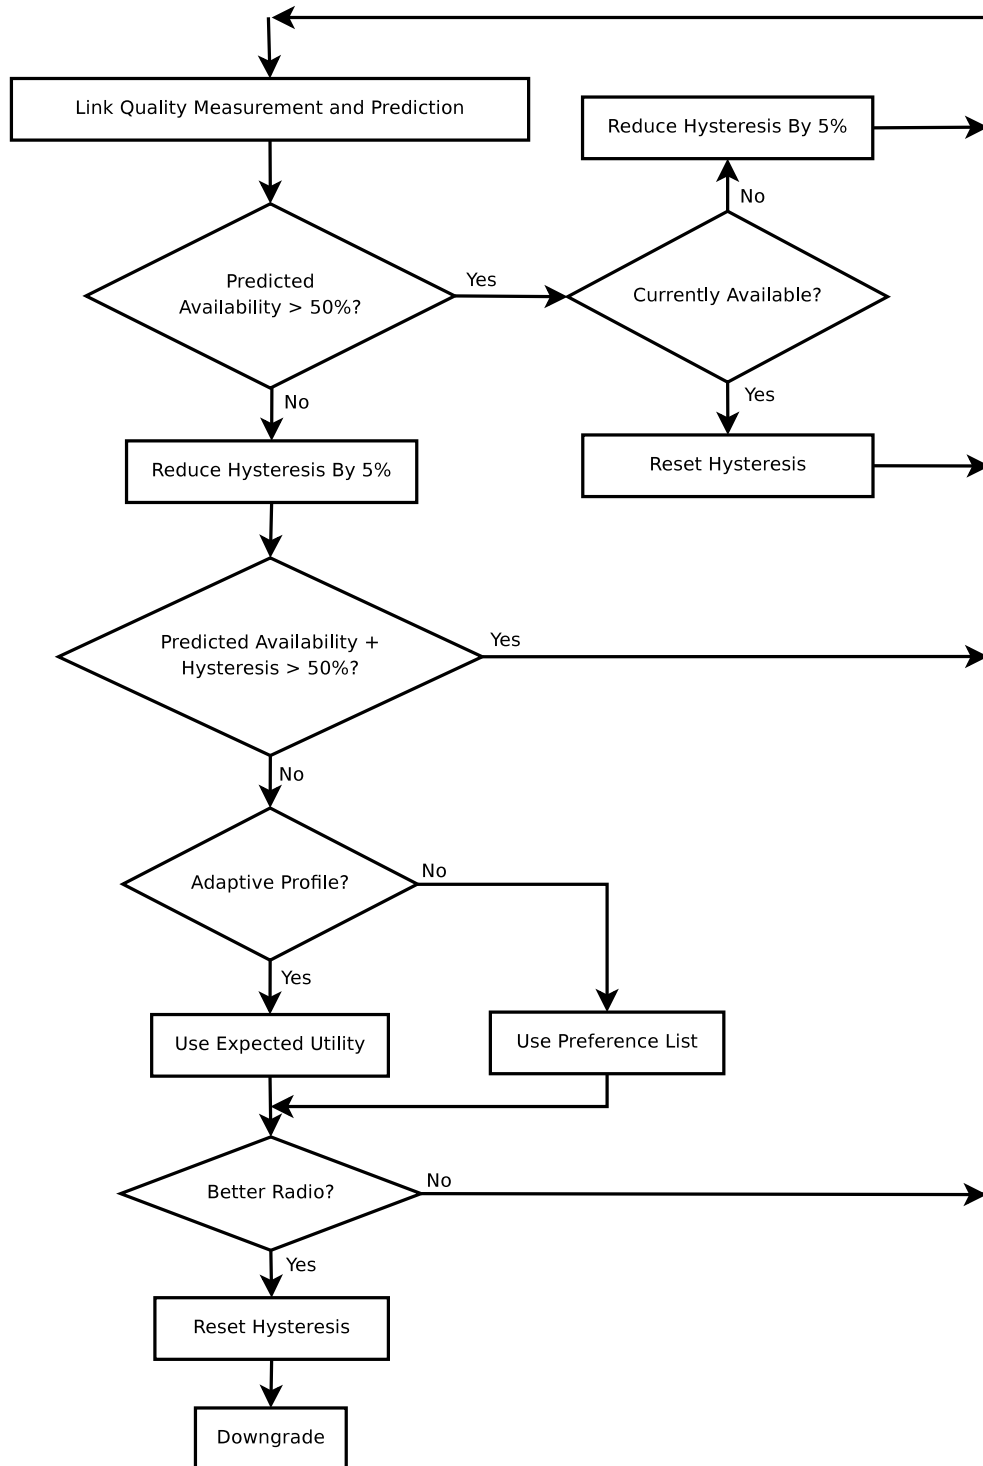 Link Quality Measurement and Prediction
Reduce Hysteresis By 5%
No
Predicted
Availability > 50%?
Yes
Currently Available?
No
Yes
Reduce Hysteresis By 5%
Reset Hysteresis
Predicted Availability +
Hysteresis > 50%?
Yes
No
Adaptive Profile?
No
Yes
Use Expected Utility
Use Preference List
Better Radio?
No
Yes
Reset Hysteresis
Downgrade